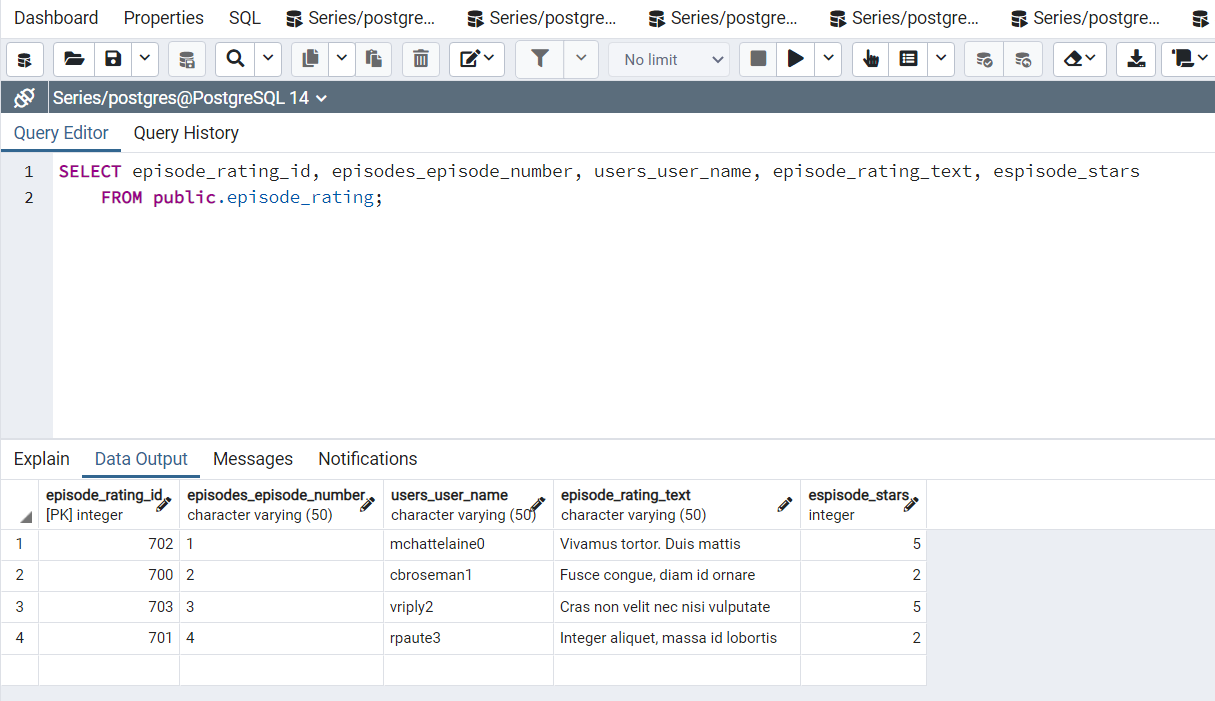 Dashboard Properties SQL Series/postgre... Series/postgre... Series/postgre... Series/postgre... Series/postgre...
No limit
Series/postgres@PostgreSQL 14
Query Editor Query History
1 SELECT episode_rating_id, episodes_episode_number, users_user_name, episode_rating_text, espisode_stars
2 FROM public.episode_rating;
Explain Data Output Messages Notifications
episode_rating_id episodes_episode_number users_user_name episode_rating_text espisode_stars
[PK] integer character varying (50) character varying (50) character varying (50) integer
1 702 1 mchattelaine0 Vivamus tortor. Duis mattis 5
2 700 2 cbroseman1 Fusce congue, diam id ornare 2
3 703 3 vriply2 Cras non velit nec nisi vulputate 5
4 701 4 rpaute3 Integer aliquet, massa id lobortis 2